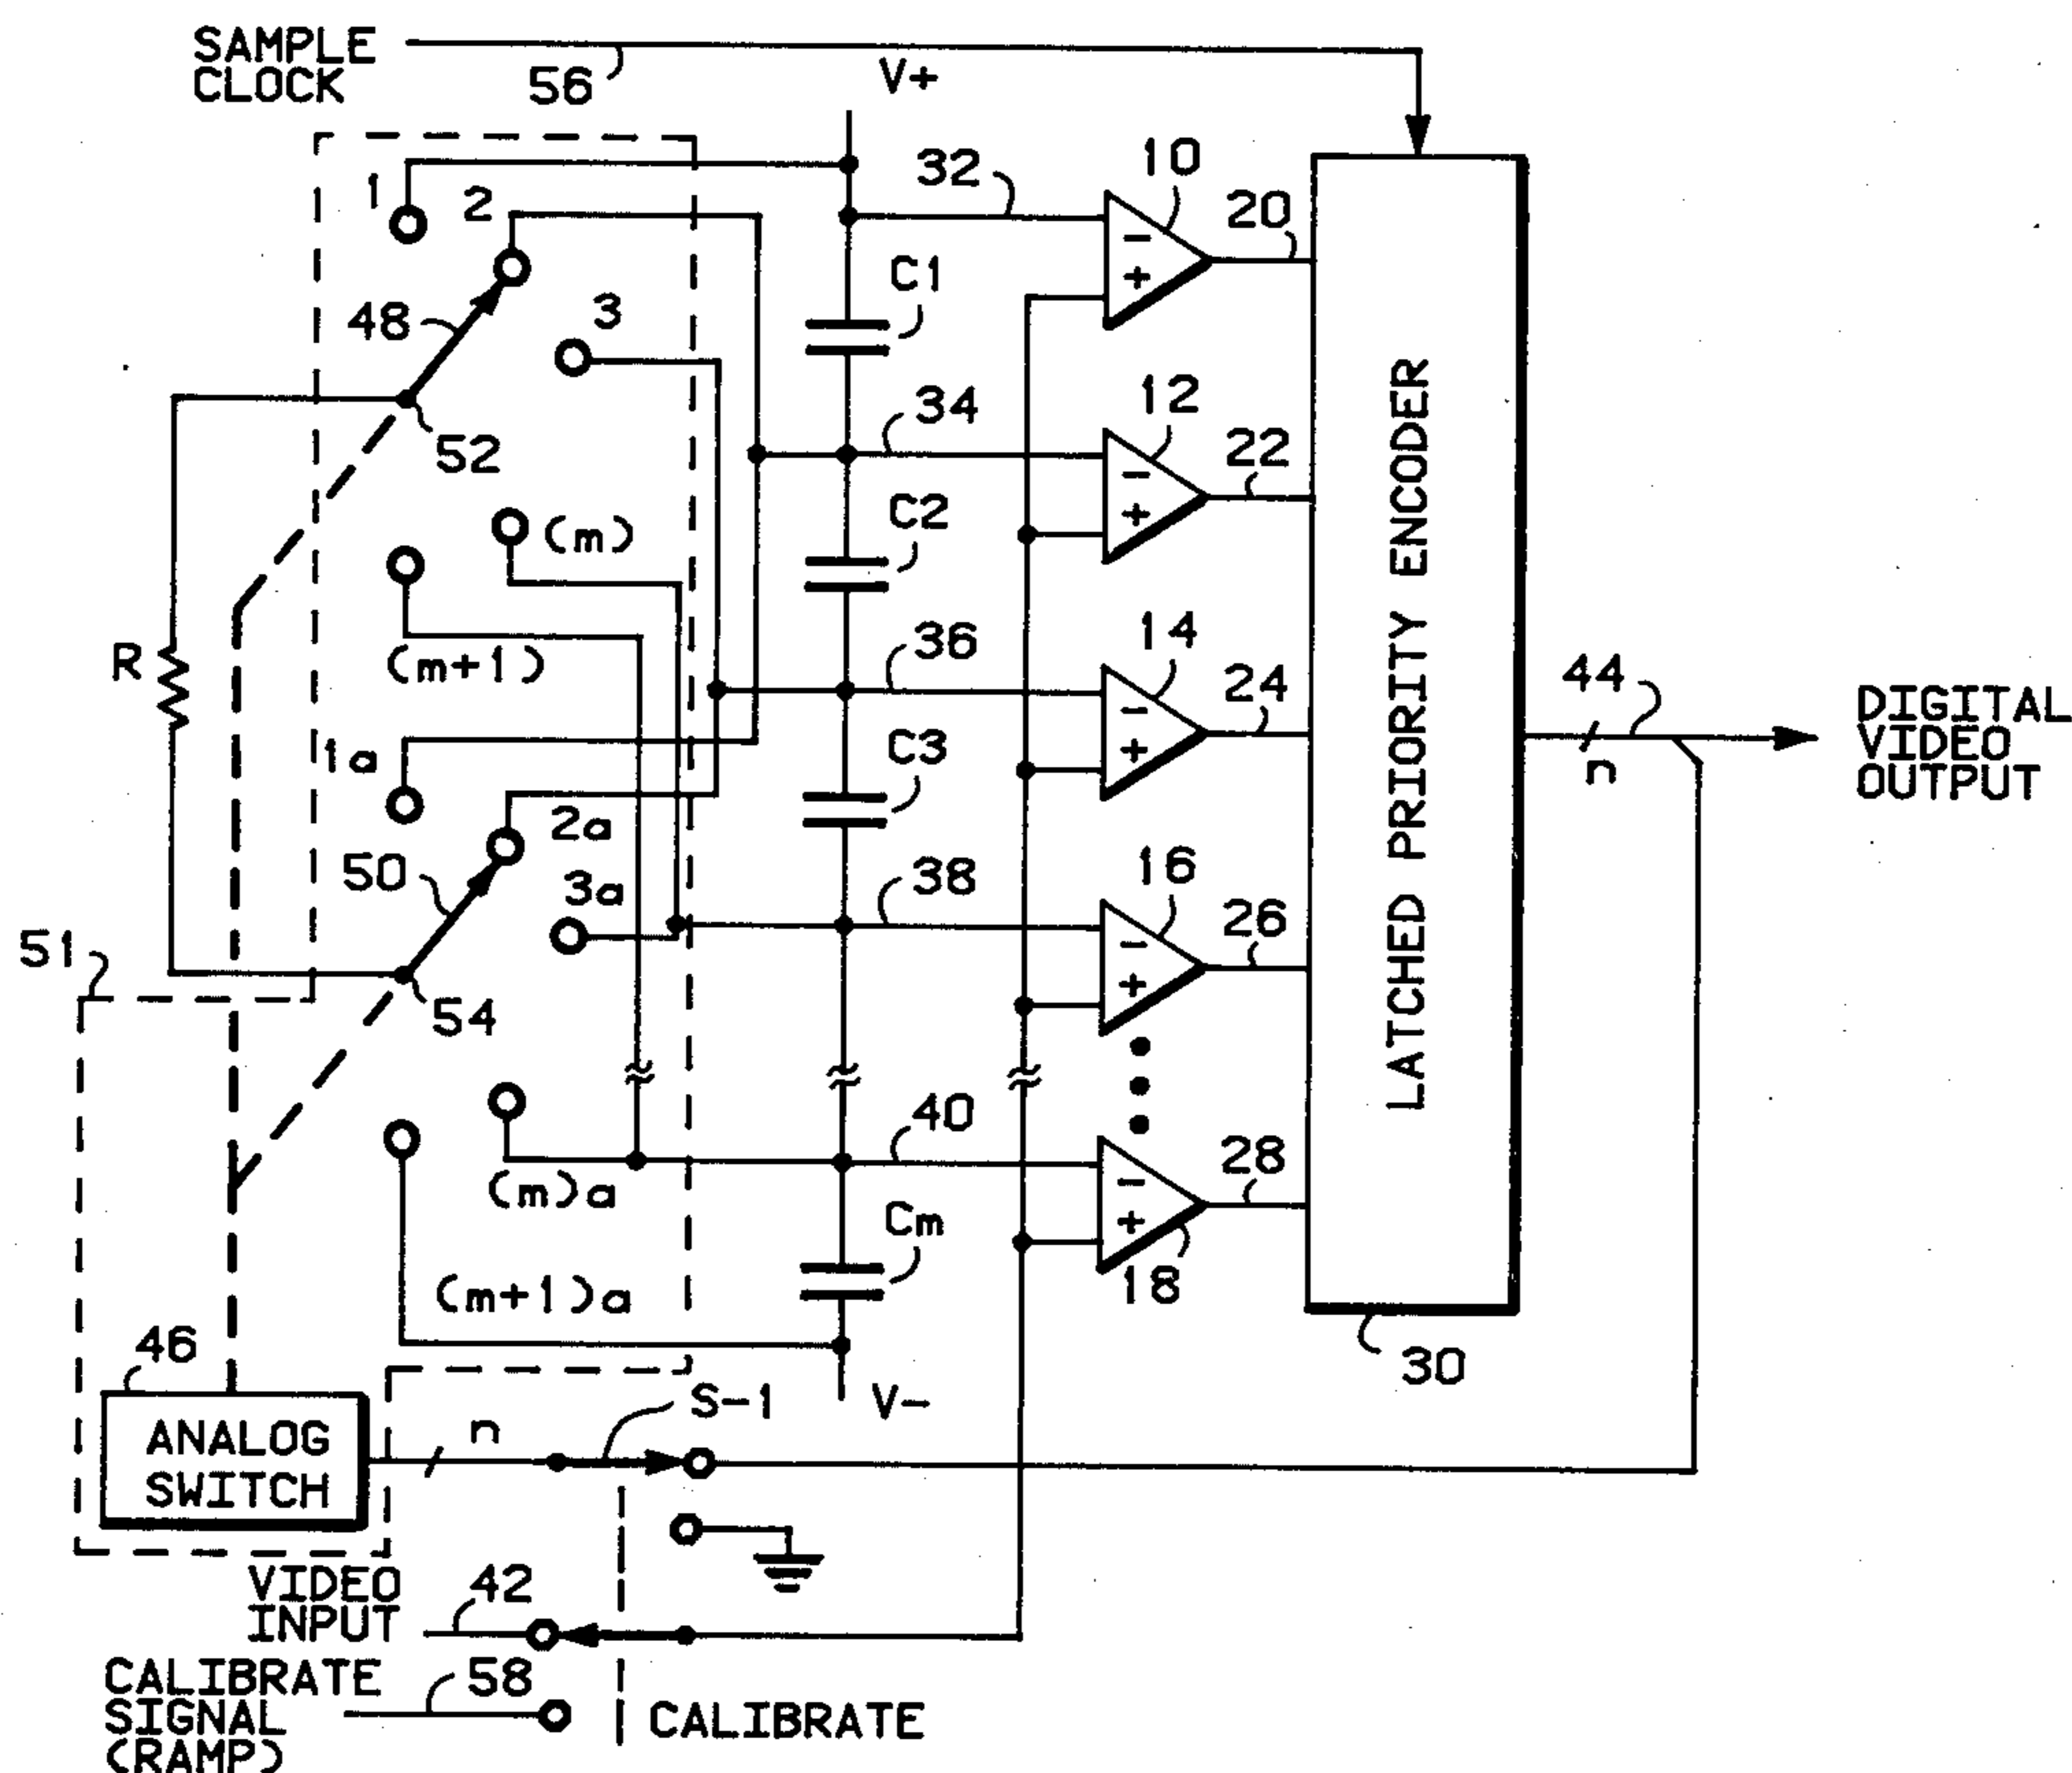 SAMPLE
CLOCK
56
V+
1
2
32
10
20
48
3
C1
52
34
12
22
(m)
C2
R
(m+1)
36
14
24
44
DIGITAL
VIDEO
OUTPUT
n
LATCHED PRIORITY ENCODER
1a
C3
2a
50
3a
38
16
26
51
54
40
28
(m)a
Cm
(m+1)a
18
30
46
ANALOG
SWITCH
n
S-1
V-
- +
- +
- +
- +
- +
VIDEO
INPUT
42
CALIBRATE
SIGNAL
(RAMP)
58
CALIBRATE